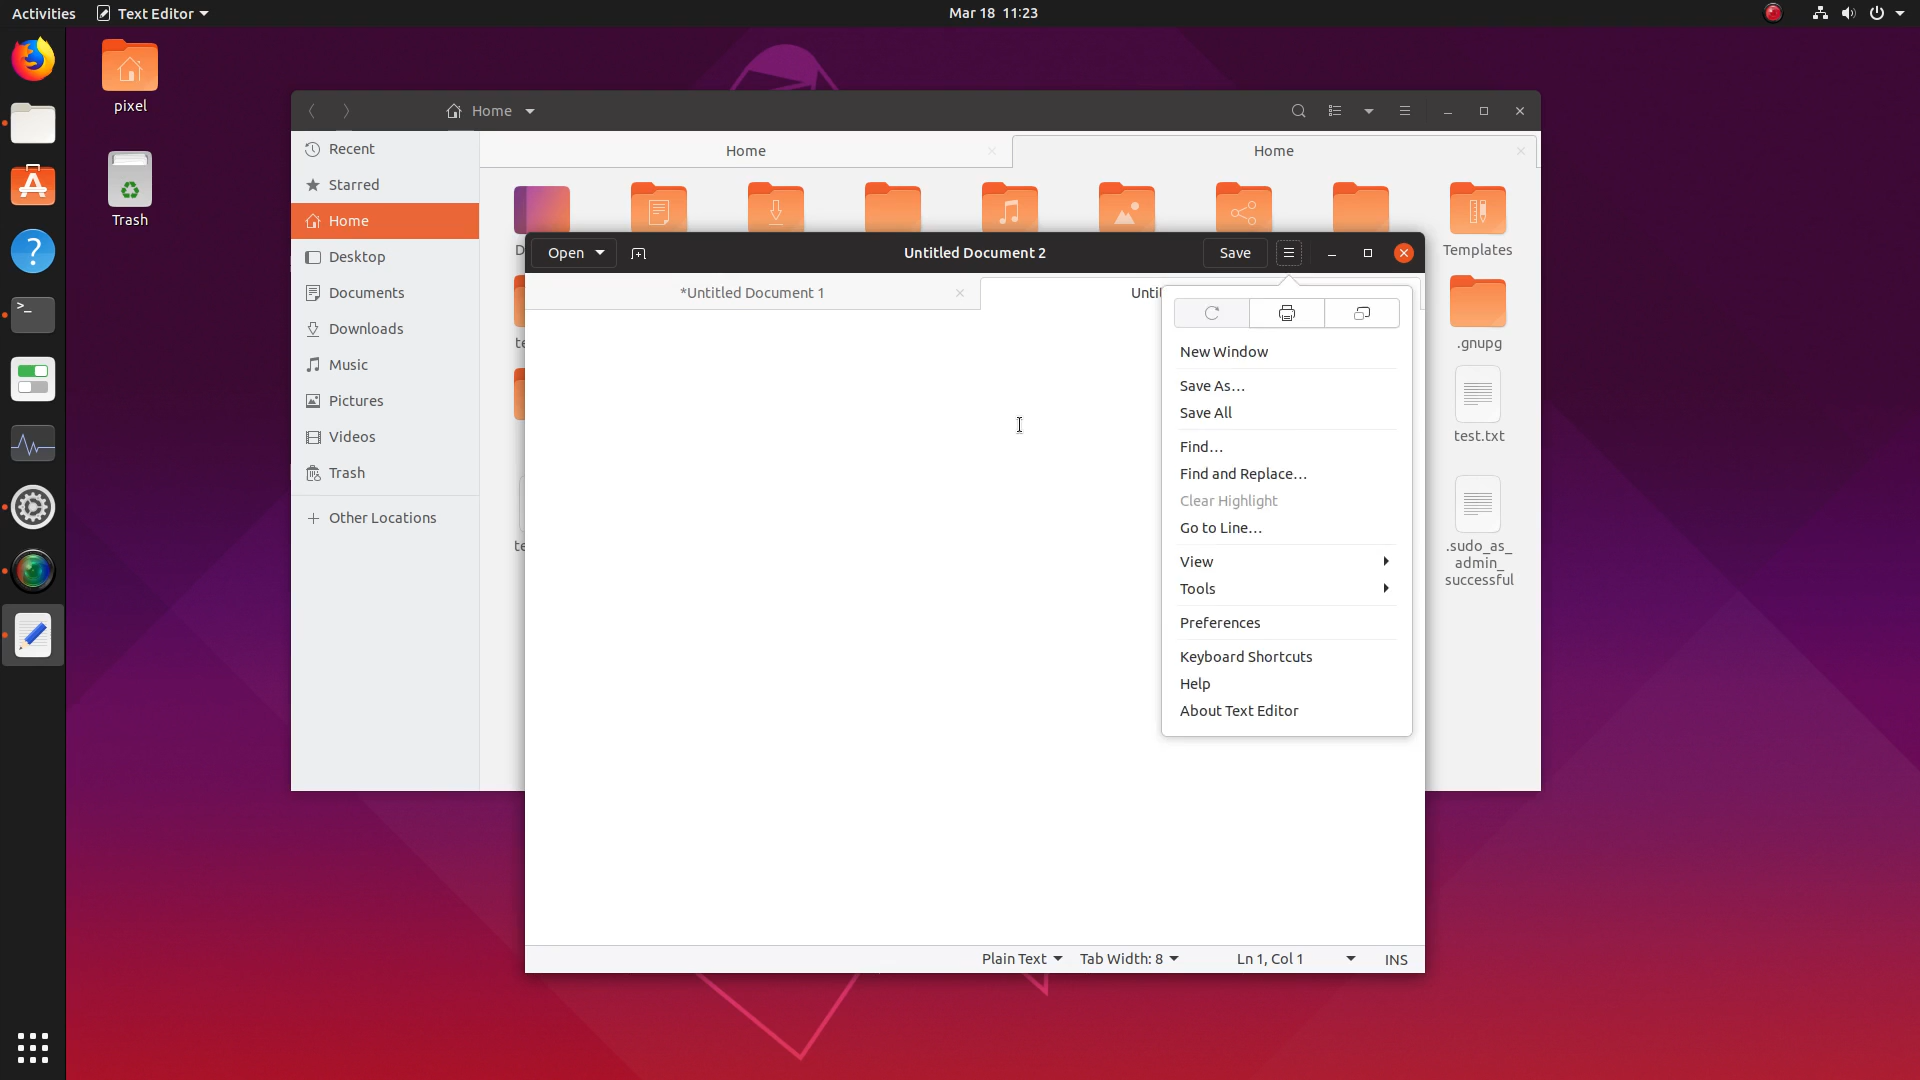 Activities
Text Editor
Mar 18 11:23
pixel
Trash
Home
Recent
Starred
Home
Desktop
Documents
Downloads
Music
Pictures
Videos
Trash
Other Locations
Home
Home
Templates
.gnupg
test.txt
.sudo_as_
admin_
successful
Open
Untitled Document 2
Save
*Untitled Document 1
New Window
Save As...
Save All
Find...
Find and Replace...
Clear Highlight
Go to Line...
View
Tools
Preferences
Keyboard Shortcuts
Help
About Text Editor
Plain Text
Tab Width: 8
Ln 1, Col 1
INS